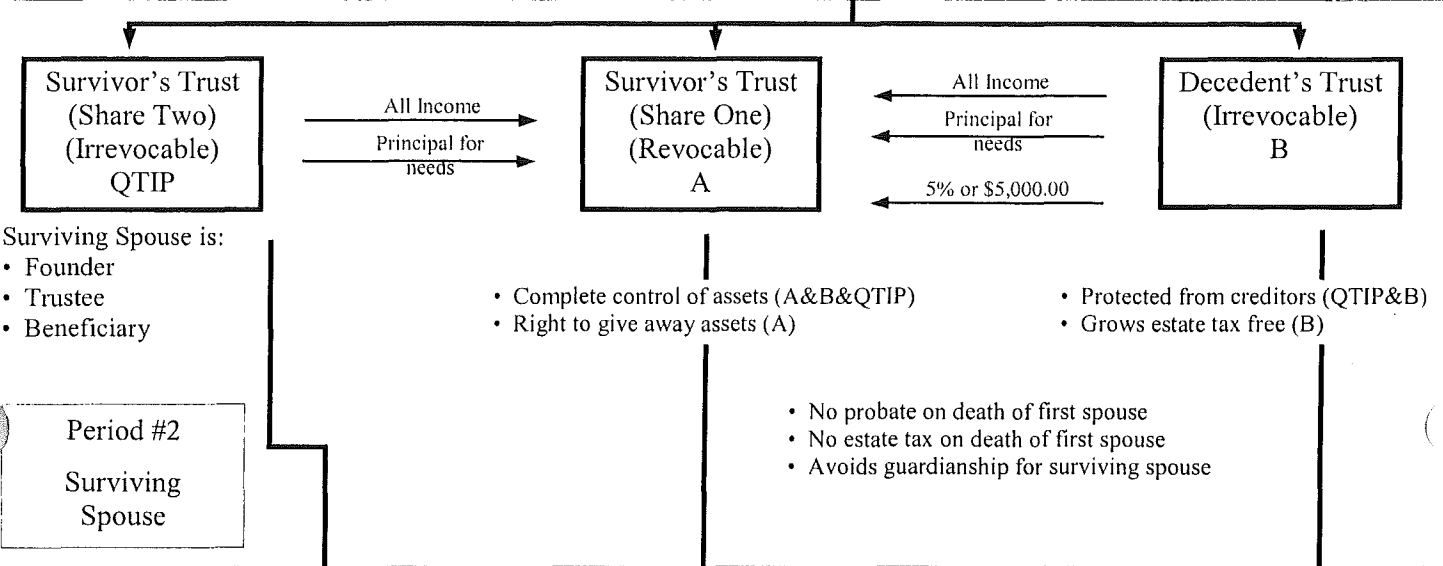 Survivor's Trust
(Share Two)
(Irrevocable)
QTIP
All Income
Principal for
needs
Survivor's Trust
(Share One)
(Revocable)
A
All Income
Principal for
needs
5% or $5,000.00
Decedent's Trust
(Irrevocable)
B
Surviving Spouse is:
• Founder
• Trustee
• Beneficiary
• Complete control of assets (A&B&QTIP)
• Right to give away assets (A)
• Protected from creditors (QTIP&B)
• Grows estate tax free (B)
Period #2
Surviving
Spouse
• No probate on death of first spouse
• No estate tax on death of first spouse
• Avoids guardianship for surviving spouse